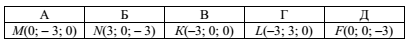 А Б В Г Д
M(0; – 3; 0) N(3; 0; – 3) K(–3; 0; 0) L(–3; 3; 0) F(0; 0; –3)